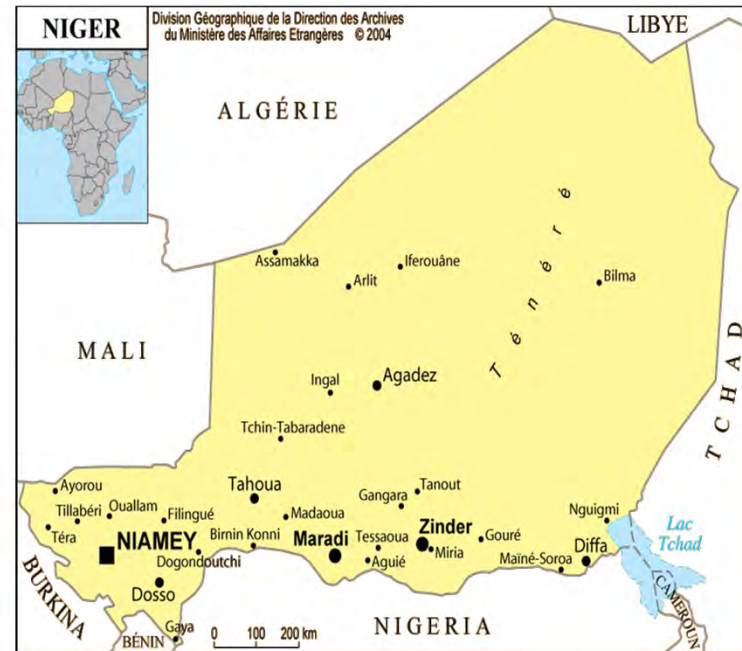 NIGER
Division Géographique de la Direction des Archives
du Ministère des Affaires Etrangères © 2004
LIBYE
ALGÉRIE
Ténéré
Assamakka
Iferouâne
Arlit
Bilma
MALI
TCHAD
Agadez
Ingal
Tchin-Tabaradene
Ayorou
Tahoua
Tanout
Gangara
Tillabéri
Ouallam
Filingué
Madaoua
Nguigmi
Téra
NIAMEY
Birnin Konni
Maradi
Tessaoua
Zinder
Gouré
Lac
Tchad
Dogondoutchi
Aguié
Miria
Maïné-Soroa
Diffa
BURKINA
Dosso
CAMEROUN
Gaya
BÉNIN
0 100 200 km
NIGERIA